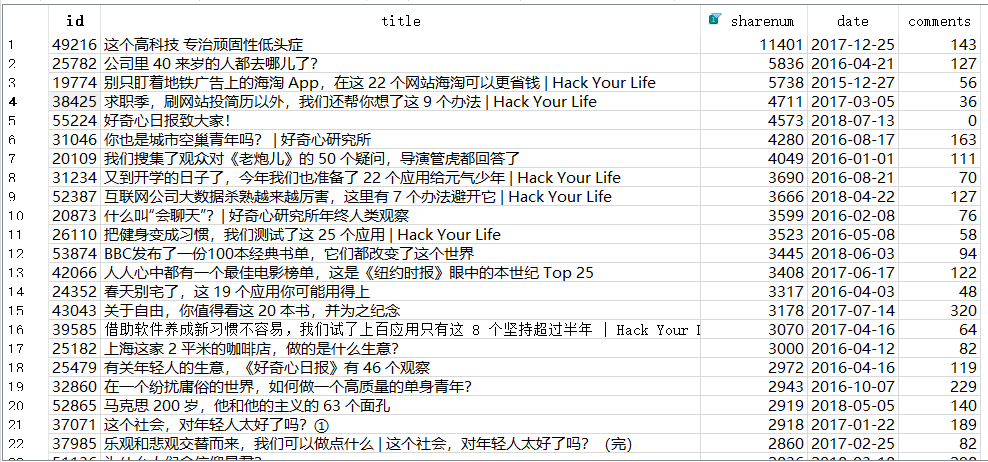 id title sharenum date comments
1 49216 这个高科技 专治顽固性低头症 11401 2017-12-25 143
2 25782 公司里 40 来岁的人都去哪儿了? 5836 2016-04-21 127
3 19774 别只盯着地铁广告上的海淘 App，在这 22 个网站海淘可以更省钱 | Hack Your Life 5738 2015-12-27 56
4 38425 求职季，刷网站投简历以外，我们还帮你想了这 9 个办法 | Hack Your Life 4711 2017-03-05 36
5 55224 好奇心日报致大家！ 4573 2018-07-13 0
6 31046 你也是城市空巢青年吗？ | 好奇心研究所 4280 2016-08-17 163
7 20109 我们搜集了观众对《老炮儿》的 50 个疑问，导演管虎都回答了 4049 2016-01-01 111
8 31234 又到开学的日子了，今年我们也准备了 22 个应用给元气少年 | Hack Your Life 3690 2016-08-21 70
9 52387 互联网公司大数据杀熟越来越厉害，这里有 7 个办法避开它 | Hack Your Life 3666 2018-04-22 127
10 20873 什么叫“会聊天”？| 好奇心研究所年终人类观察 3599 2016-02-08 76
11 26110 把健身变成习惯，我们测试了这 25 个应用 | Hack Your Life 3523 2016-05-08 58
12 53874 BBC发布了一份100本经典书单，它们都改变了这个世界 3445 2018-06-03 94
13 42066 人人心中都有一个最佳电影榜单，这是《纽约时报》眼中的本世纪 Top 25 3408 2017-06-17 122
14 24352 春天别宅了，这 19 个应用你可能用得上 3317 2016-04-03 48
15 43043 关于自由，你值得看这 20 本书，并为之纪念 3178 2017-07-14 320
16 39585 借助软件养成新习惯不容易，我们试了上百应用只有这 8 个坚持超过半年 | Hack Your 3070 2017-04-16 64
17 25182 上海这家 2 平米的咖啡店，做的是什么生意? 3000 2016-04-12 82
18 25479 有关年轻人的生意，《好奇心日报》有 46 个观察 2972 2016-04-16 119
19 32860 在一个纷扰庸俗的世界，如何做一个高质量的单身青年? 2943 2016-10-07 229
20 52865 马克思 200 岁，他和他的主义的 63 个面孔 2919 2018-05-05 140
21 37071 这个社会，对年轻人太好了吗？① 2918 2017-01-22 189
22 37985 乐观和悲观交替而来，我们可以做点什么 | 这个社会，对年轻人太好了吗？ （完） 2860 2017-02-25 82